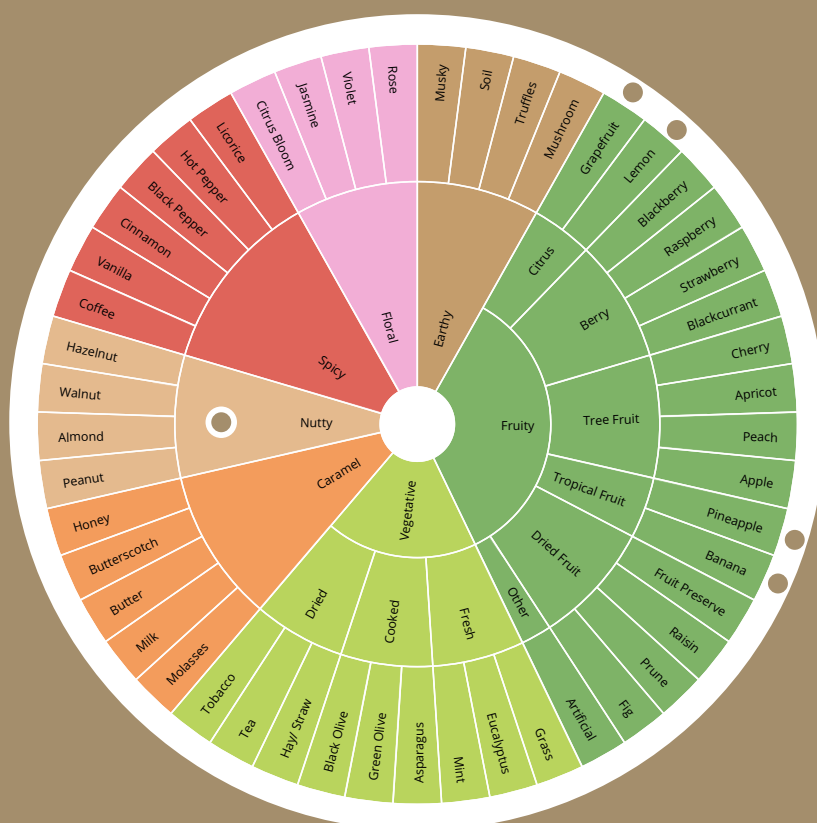 Musky
Soil
Truffles
Mushroom
Grapefruit
Lemon
Blackberry
Raspberry
Strawberry
Blackcurrant
Cherry
Apricot
Peach
Apple
Pineapple
Banana
Fruit Preserve
Raisin
Prune
Fig
Artificial
Grass
Eucalyptus
Mint
Asparagus
Green Olive
Black Olive
Hay/ Straw
Tea
Tobacco
Molasses
Milk
Butter
Butterscotch
Honey
Peanut
Almond
Walnut
Hazelnut
Coffee
Vanilla
Cinnamon
Black Pepper
Hot Pepper
Licorice
Citrus Bloom
Jasmine
Violet
Rose
Citrus
Berry
Tree Fruit
Tropical Fruit
Dried Fruit
Other
Fresh
Cooked
Dried
Earthy
Fruity
Vegetative
Caramel
Nutty
Spicy
Floral